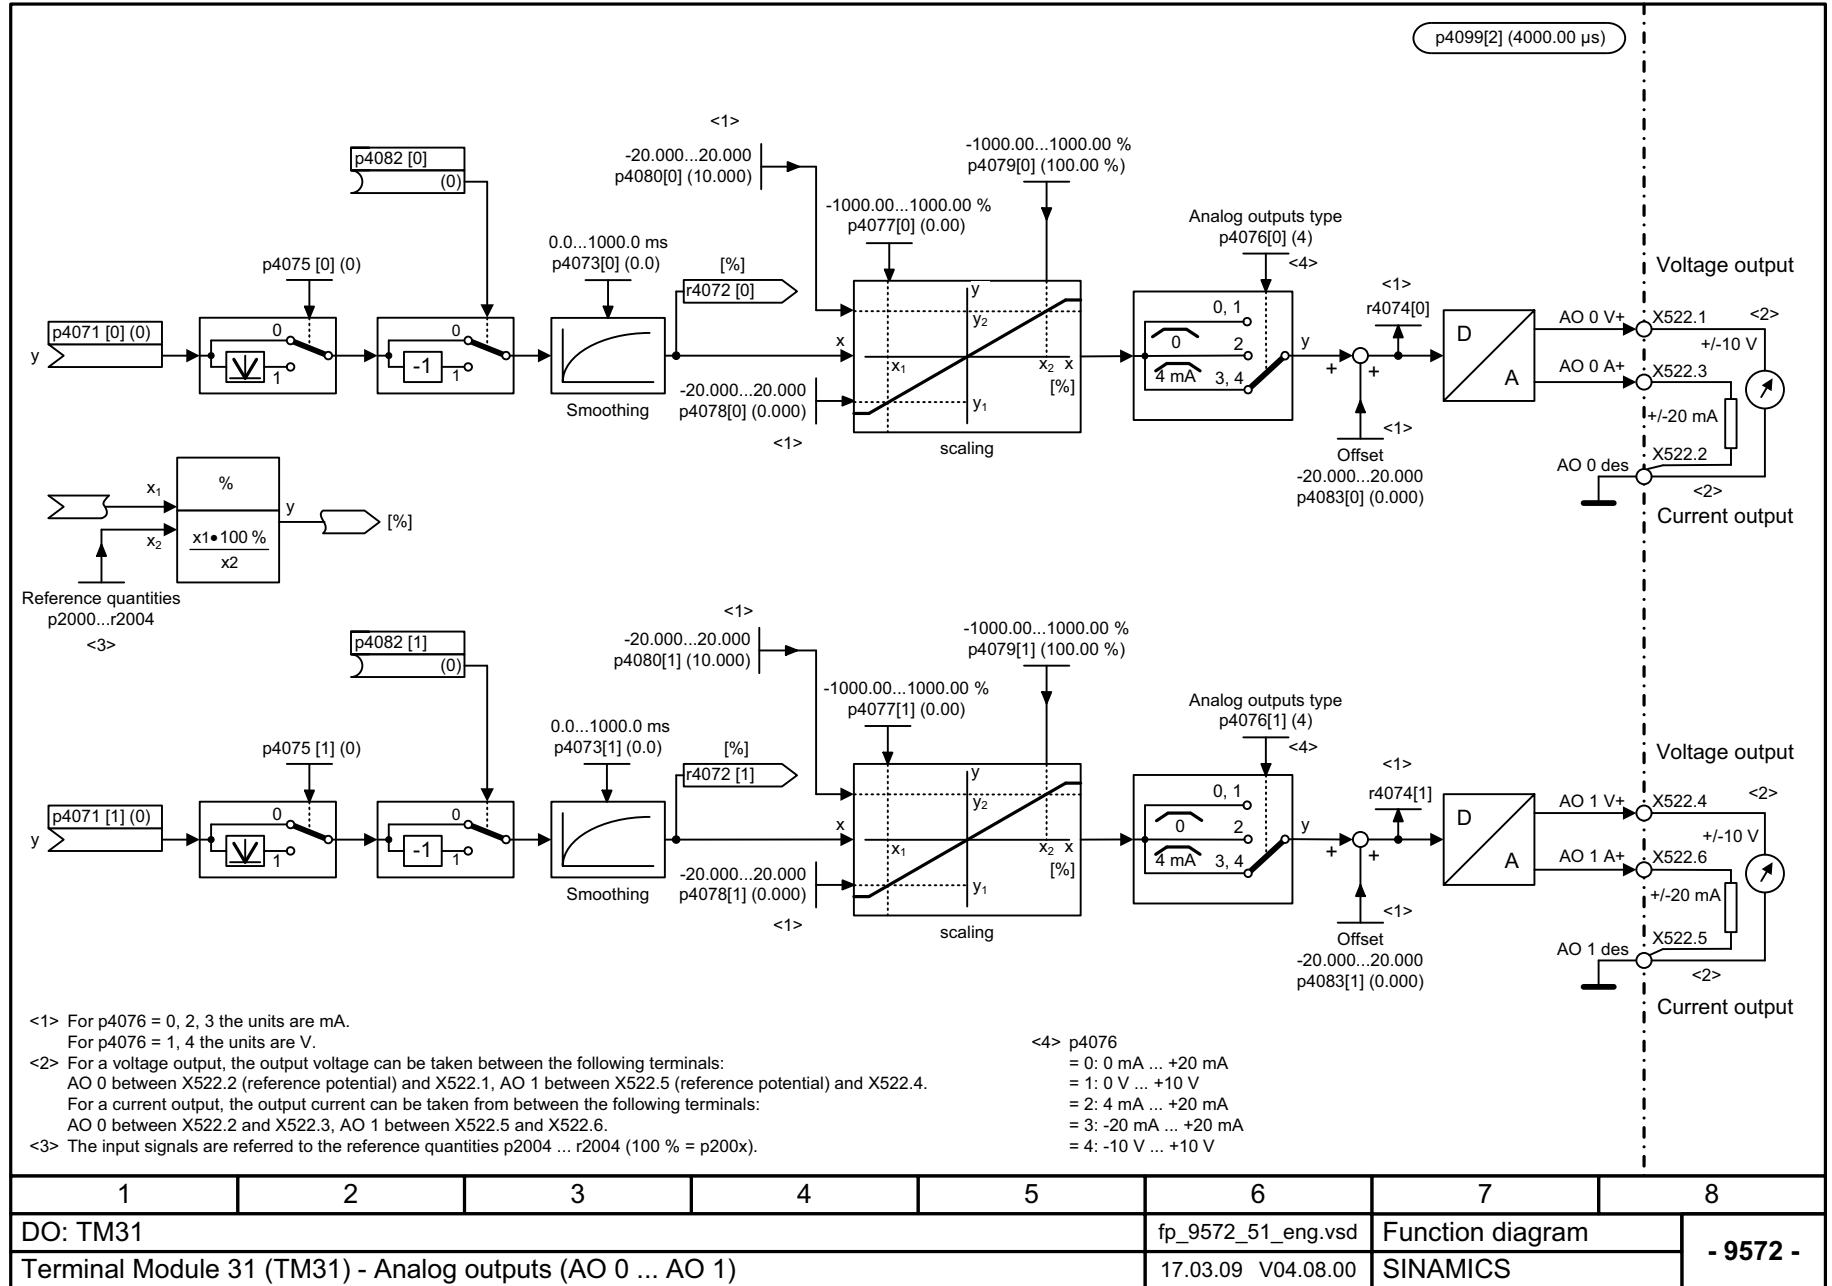 p4099[2] (4000.00 µs)
<1>
-20.000...20.000
p4080[0] (10.000)
-1000.00...1000.00 %
p4079[0] (100.00 %)
p4082 [0]
(0)
-1000.00...1000.00 %
p4077[0] (0.00)
Analog outputs type
p4076[0] (4)
<4>
0.0...1000.0 ms
p4073[0] (0.0)
p4075 [0] (0)
[%]
r4072 [0]
<1>
r4074[0]
Voltage output
p4071 [0] (0)
y
0
1
0
-1
1
Smoothing
x
-20.000...20.000
p4078[0] (0.000)
<1>
y
y2
x1
x2 x
[%]
y1
scaling
0, 1
0
2
4 mA
3, 4
y
+
+
<1>
Offset
-20.000...20.000
p4083[0] (0.000)
D
A
AO 0 V+
X522.1
<2>
+/-10 V
AO 0 A+
X522.3
+/-20 mA
AO 0 des
X522.2
<2>
Current output
x1
x2
%
x1•100 %
x2
y
[%]
Reference quantities
p2000...r2004
<3>
<1>
-20.000...20.000
p4080[1] (10.000)
-1000.00...1000.00 %
p4079[1] (100.00 %)
p4082 [1]
(0)
-1000.00...1000.00 %
p4077[1] (0.00)
Analog outputs type
p4076[1] (4)
<4>
0.0...1000.0 ms
p4073[1] (0.0)
p4075 [1] (0)
[%]
r4072 [1]
<1>
r4074[1]
Voltage output
p4071 [1] (0)
y
0
1
0
-1
1
Smoothing
x
-20.000...20.000
p4078[1] (0.000)
<1>
y
y2
x1
x2 x
[%]
y1
scaling
0, 1
0
2
4 mA
3, 4
y
+
+
<1>
Offset
-20.000...20.000
p4083[1] (0.000)
D
A
AO 1 V+
X522.4
<2>
+/-10 V
AO 1 A+
X522.6
+/-20 mA
AO 1 des
X522.5
<2>
Current output
<1> For p4076 = 0, 2, 3 the units are mA.
For p4076 = 1, 4 the units are V.
<2> For a voltage output, the output voltage can be taken between the following terminals:
AO 0 between X522.2 (reference potential) and X522.1, AO 1 between X522.5 (reference potential) and X522.4.
For a current output, the output current can be taken from between the following terminals:
AO 0 between X522.2 and X522.3, AO 1 between X522.5 and X522.6.
<3> The input signals are referred to the reference quantities p2004 ... r2004 (100 % = p200x).
<4> p4076
= 0: 0 mA ... +20 mA
= 1: 0 V ... +10 V
= 2: 4 mA ... +20 mA
= 3: -20 mA ... +20 mA
= 4: -10 V ... +10 V
1 2 3 4 5 6 7 8
DO: TM31
fp_9572_51_eng.vsd
Function diagram
- 9572 -
Terminal Module 31 (TM31) - Analog outputs (AO 0 ... AO 1)
17.03.09 V04.08.00
SINAMICS